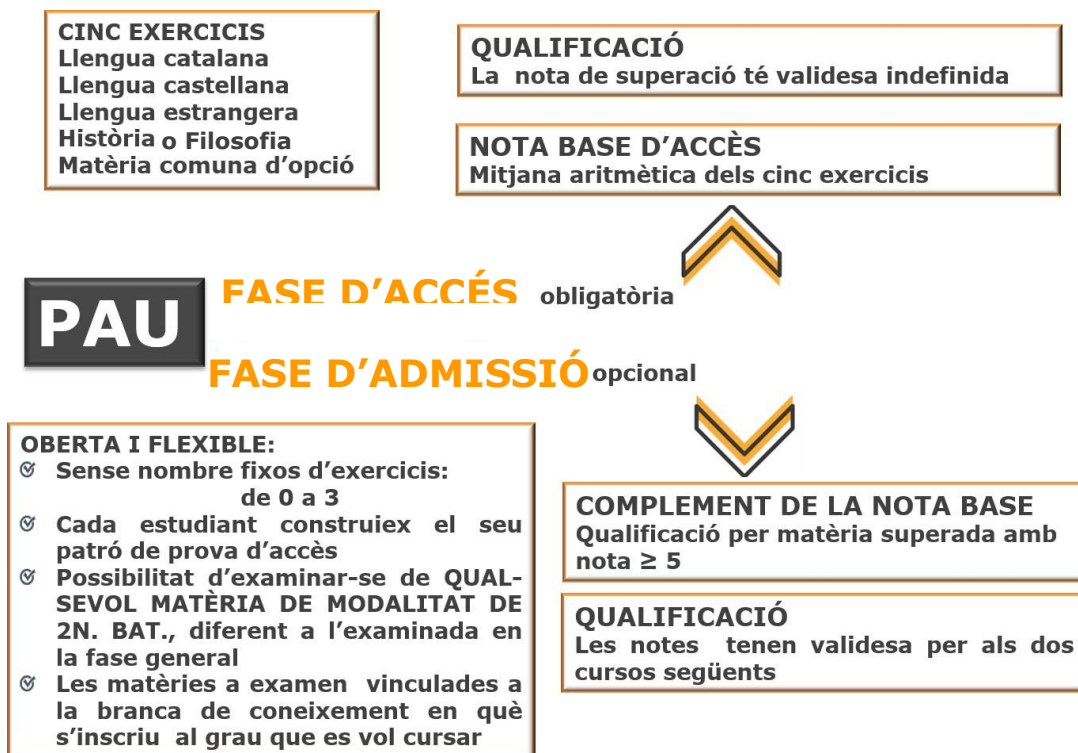 CINC EXERCICIS
Llengua catalana
Llengua castellana
Llengua estrangera
Història o Filosofia
Matèria comuna d’opció
QUALIFICACIÓ
La nota de superació té validesa indefinida
NOTA BASE D’ACCÈS
Mitjana aritmètica dels cinc exercicis
PAU
FASE D’ACCÉS obligatòria
FASE D’ADMISSIÓ opcional
OBERTA I FLEXIBLE:
Sense nombre fixos d’exercicis:
de 0 a 3
Cada estudiant construiex el seu
patró de prova d’accès
Possibilitat d’examinar-se de QUAL-
SEVOL MATÈRIA DE MODALITAT DE
2N. BAT., diferent a l’examinada en
la fase general
Les matèries a examen vinculades a
la branca de coneixement en què
s’inscriu al grau que es vol cursar
COMPLEMENT DE LA NOTA BASE
Qualificació per matèria superada amb
nota ≥ 5
QUALIFICACIÓ
Les notes tenen validesa per als dos
cursos següents